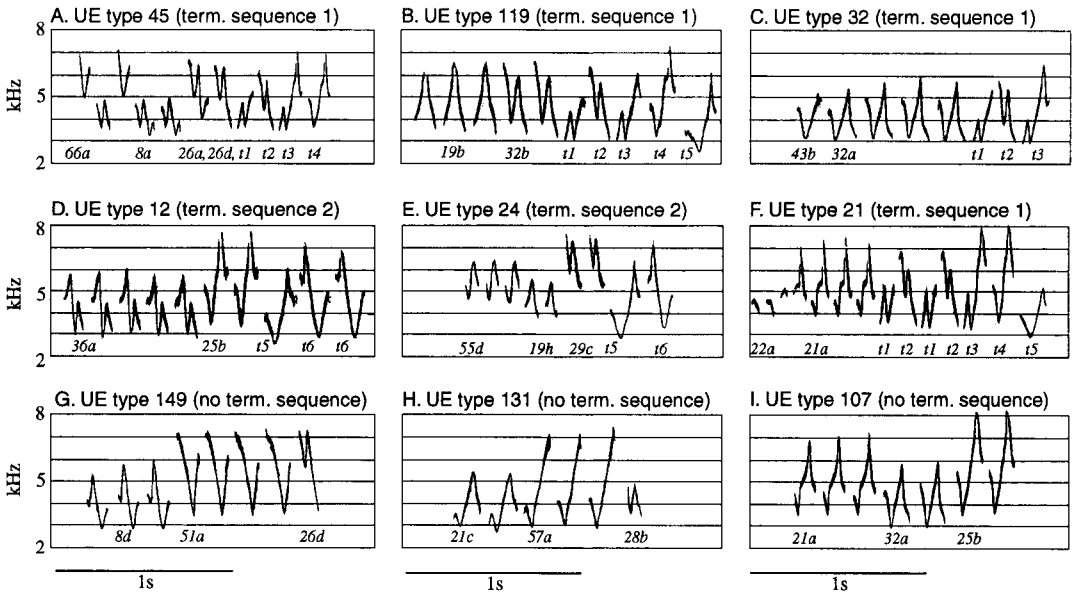 A. UE type 45 (term. sequence 1)
B. UE type 119 (term. sequence 1)
C. UE type 32 (term. sequence 1)
8
kHz
5
2
66a 8a 26a, 26d, t1 t2 t3 t4
19b 32b t1 t2 t3 t4 t5
43b 32a t1 t2 t3
D. UE type 12 (term. sequence 2)
E. UE type 24 (term. sequence 2)
F. UE type 21 (term. sequence 1)
8
kHz
5
2
36a 25b t5 t6 t6
55d 19h 29c t5 t6
22a 21a t1 t2 t1 t2 t3 t4 t5
G. UE type 149 (no term. sequence)
H. UE type 131 (no term. sequence)
I. UE type 107 (no term. sequence)
8
kHz
5
2
8d 51a 26d
21c 57a 28b
21a 32a 25b
1s
1s
1s